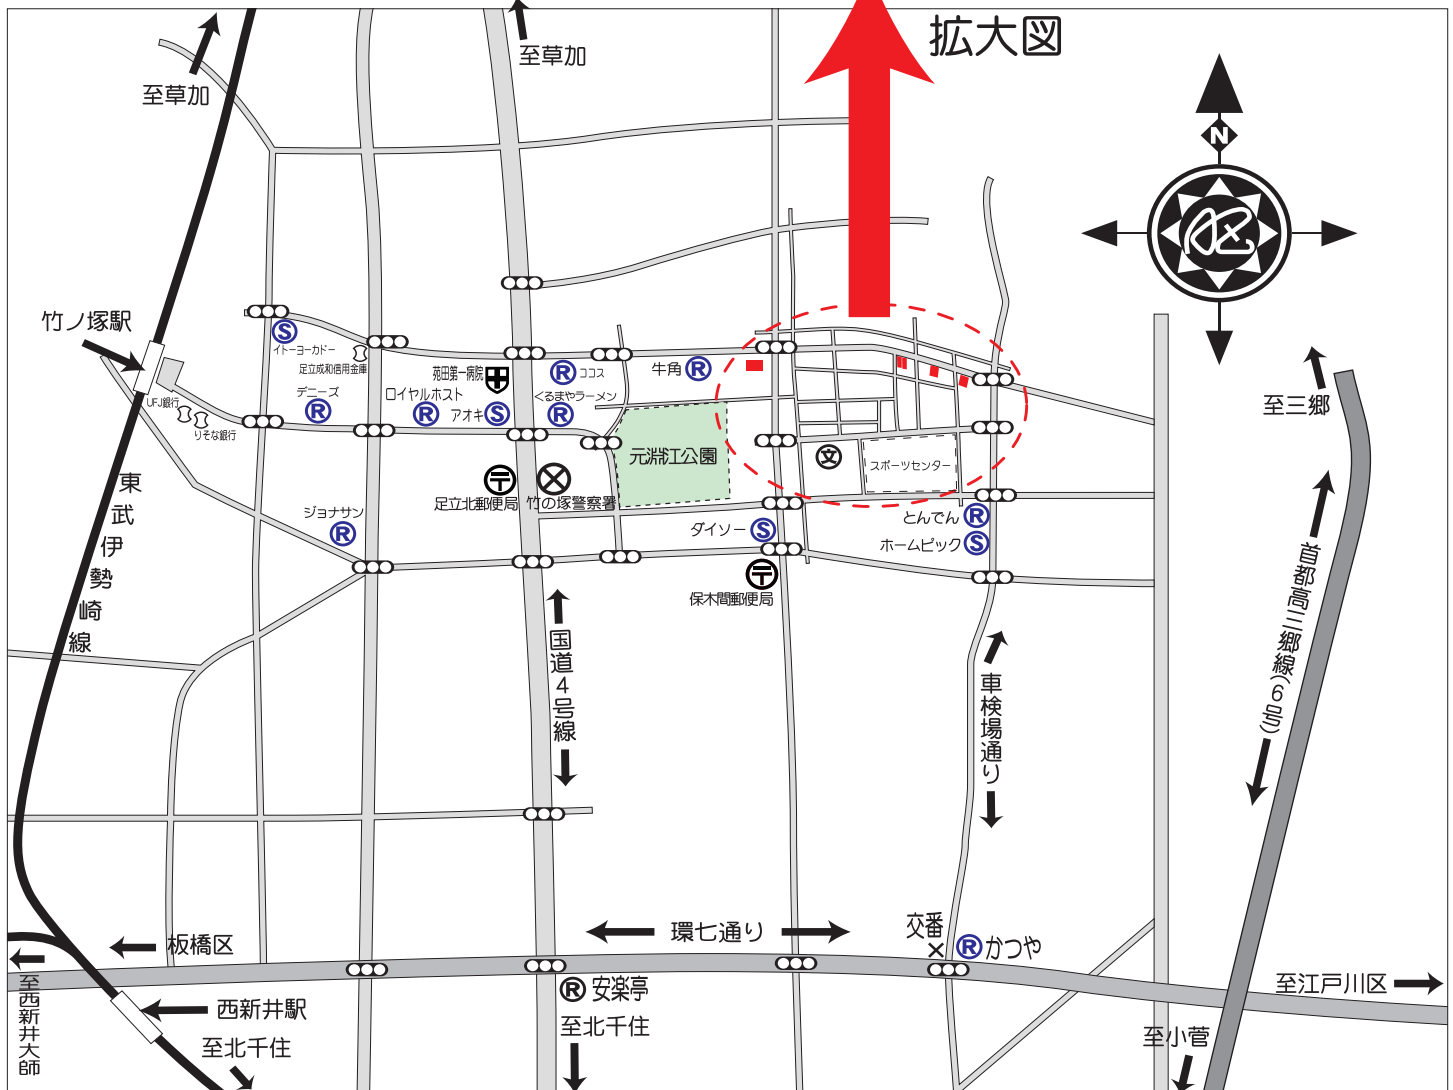 拡大図
至草加
至草加
N
竹ノ塚駅
S
イトーヨーカドー
足立成和信用金庫
苑田第一病院
R
ココス
牛角
R
至三郷
デニーズ
R
ロイヤルホスト
R
アオキ
S
くるまやラーメン
R
UFJ銀行
りそな銀行
元淵江公園
文
スポーツセンター
東武伊勢崎線
足立北郵便局
竹の塚警察署
ジョナサン
R
ダイソー
S
とんでん
R
ホームピック
S
保木間郵便局
首都高三郷線(6号)
国道4号線
車検場通り
環七通り
交番
R
かつや
板橋区
至西新井大師
西新井駅
R
安楽亭
至江戸川区
至北千住
至北千住
至小菅